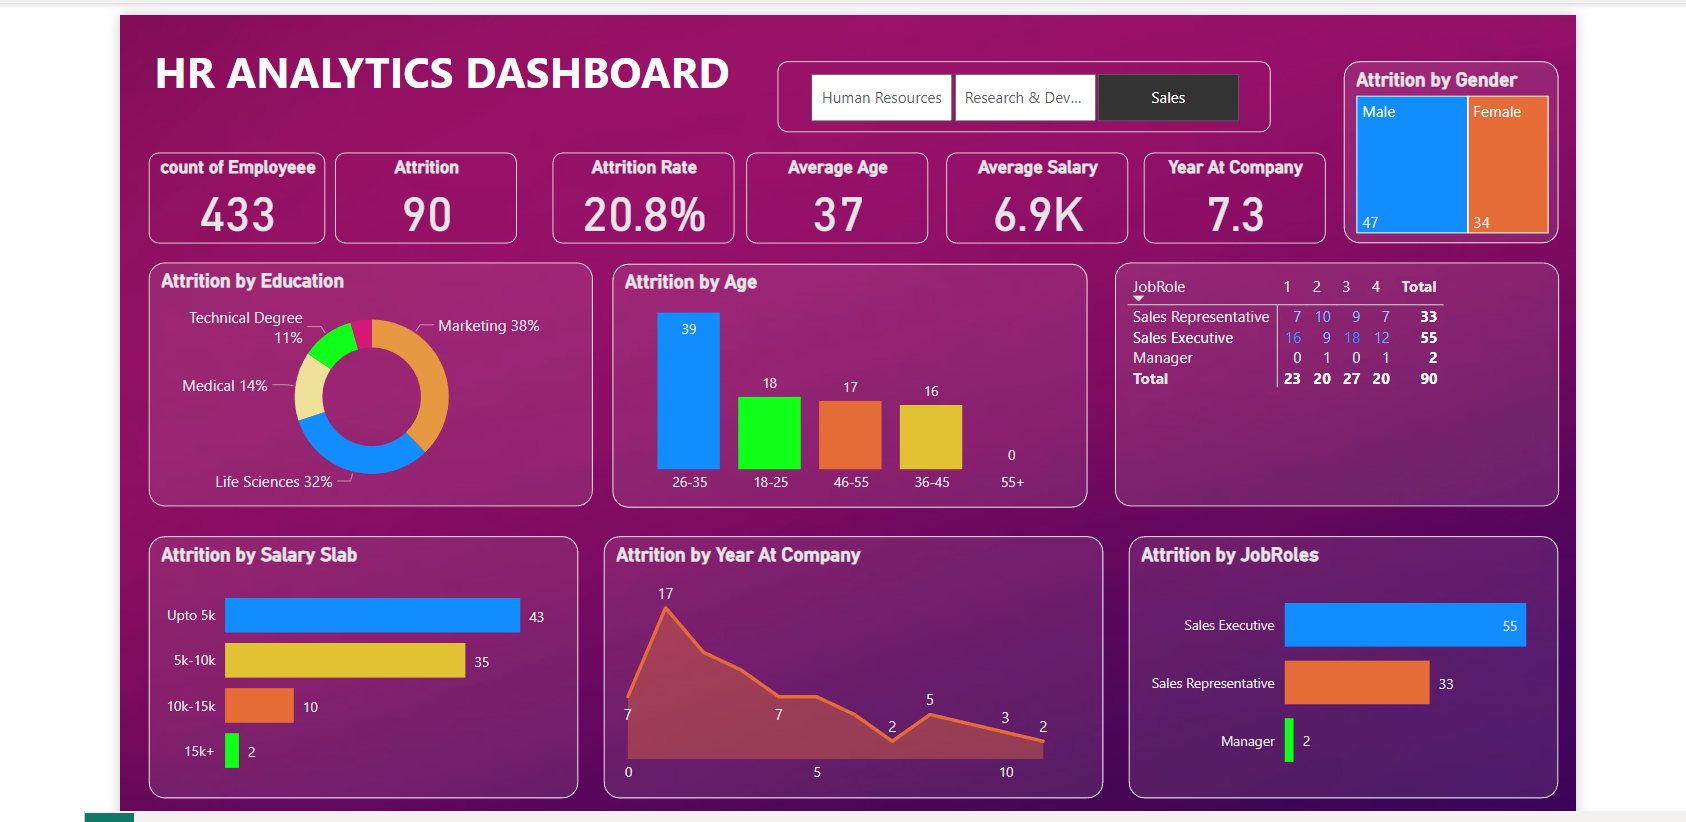 HR ANALYTICS DASHBOARD
Human Resources
Research & Dev...
Sales
Attrition by Gender
Male
Female
47
34
count of Employeee
433
Attrition
90
Attrition Rate
20.8%
Average Age
37
Average Salary
6.9K
Year At Company
7.3
Attrition by Education
Technical Degree
11%
Marketing 38%
Medical 14%
Life Sciences 32%
Attrition by Age
39
18
17
16
0
26-35
18-25
46-55
36-45
55+
JobRole 1 2 3 4 Total
Sales Representative 7 10 9 7 33
Sales Executive 16 9 18 12 55
Manager 0 1 0 1 2
Total 23 20 27 20 90
Attrition by Salary Slab
Upto 5k 43
5k-10k 35
10k-15k 10
15k+ 2
Attrition by Year At Company
17
7
7
2
5
3
2
0
5
10
Attrition by JobRoles
Sales Executive 55
Sales Representative 33
Manager 2